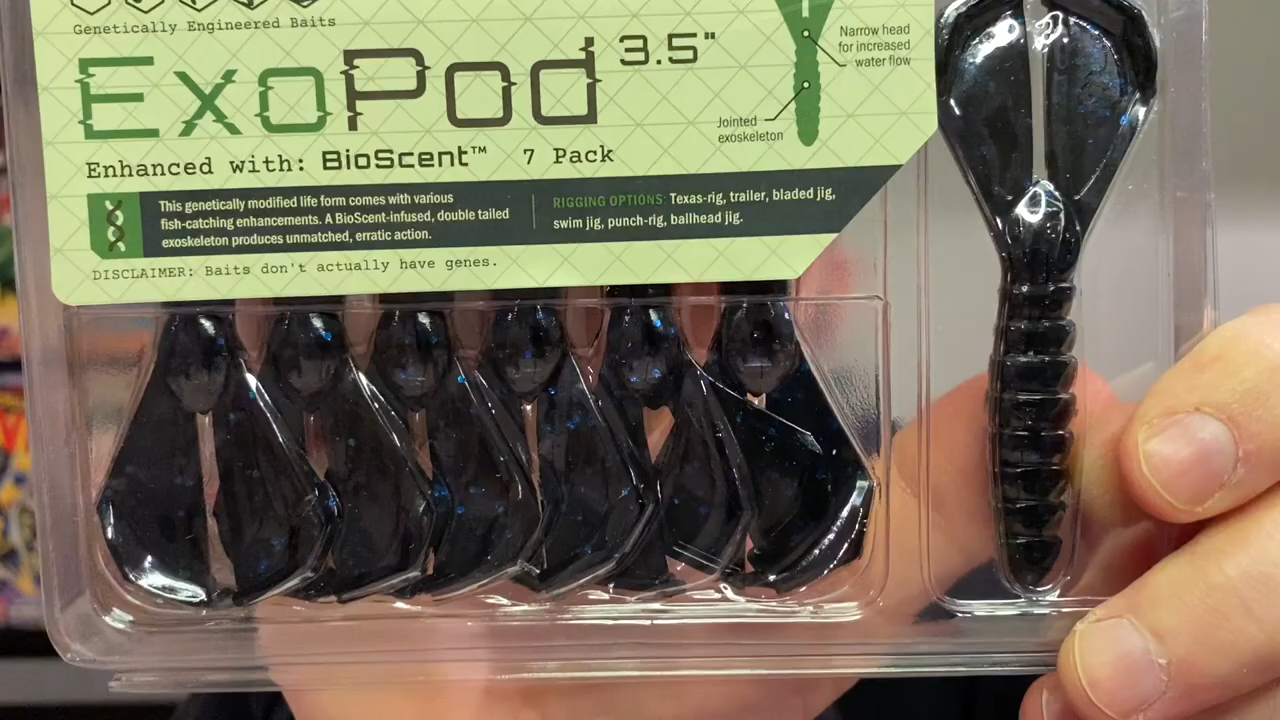 Genetically Engineered Baits
ExoPod 3.5"
Narrow head
for increased
water flow
Jointed
exoskeleton
Enhanced with: BioScent™ 7 Pack
This genetically modified life form comes with various
fish-catching enhancements. A BioScent-infused, double tailed
exoskeleton produces unmatched, erratic action.
RIGGING OPTIONS: Texas-rig, trailer, bladed jig,
swim jig, punch-rig, ballhead jig.
DISCLAIMER: Baits don't actually have genes.